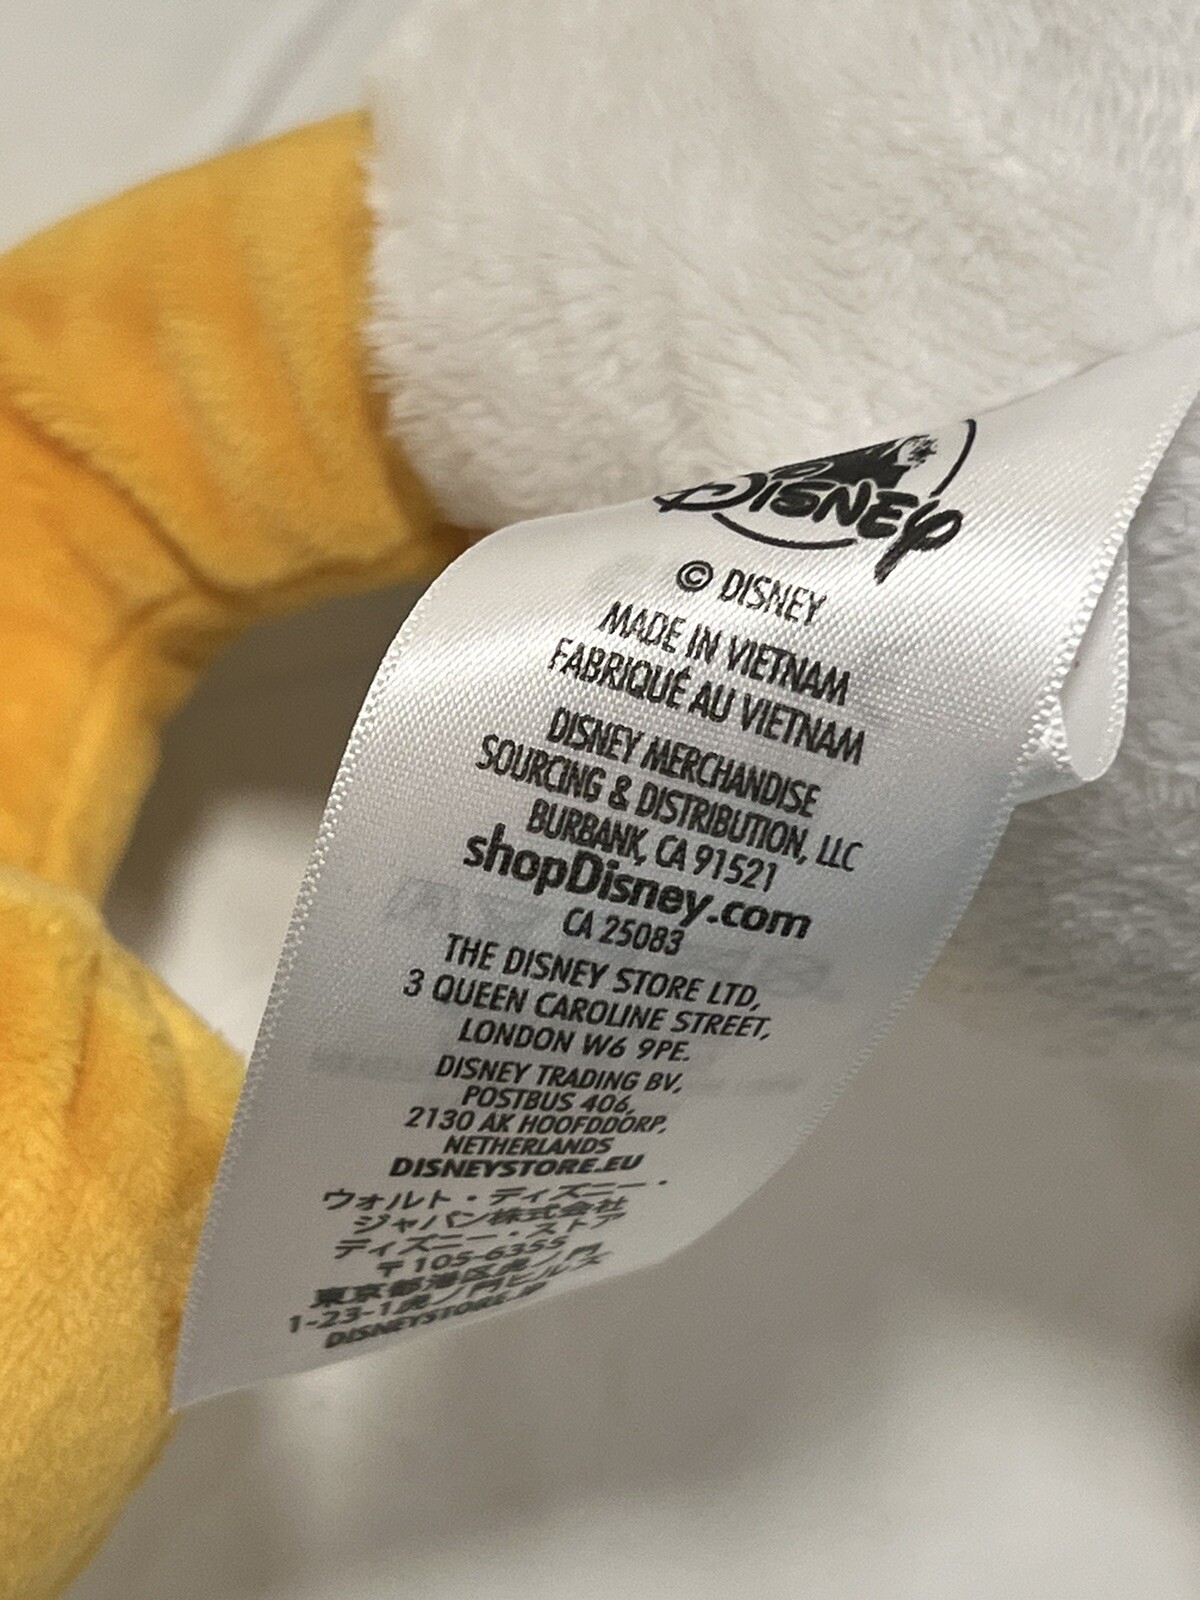 DISNEY
© DISNEY
MADE IN VIETNAM
FABRIQUÉ AU VIETNAM
DISNEY MERCHANDISE
SOURCING & DISTRIBUTION, LLC
BURBANK, CA 91521
shopDisney.com
CA 25083
THE DISNEY STORE LTD,
3 QUEEN CAROLINE STREET,
LONDON W6 9PE.
DISNEY TRADING BV,
POSTBUS 406,
2130 AK HOOFDDORP,
NETHERLANDS
DISNEYSTORE.EU
ウォルト・ディズニー・
ジャパン株式会社
ディズニー・ストア
〒105-6355
東京都港区虎ノ門
1-23-1虎ノ門ヒルズ
DISNEYSTORE.JP